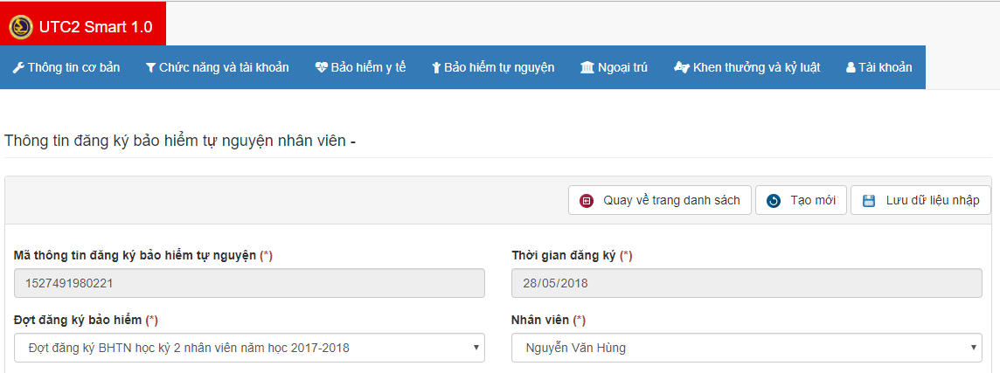 UTC2 Smart 1.0
Thông tin cơ bản Chức năng và tài khoản Bảo hiểm y tế Bảo hiểm tự nguyện Ngoại trú Khen thưởng và kỷ luật Tài khoản
Thông tin đăng ký bảo hiểm tự nguyện nhân viên -
Quay về trang danh sách Tạo mới Lưu dữ liệu nhập
Mã thông tin đăng ký bảo hiểm tự nguyện (*) Thời gian đăng ký (*)
1527491980221 28/05/2018
Đợt đăng ký bảo hiểm (*) Nhân viên (*)
Đợt đăng ký BHTN học kỳ 2 nhân viên năm học 2017-2018 Nguyễn Văn Hùng